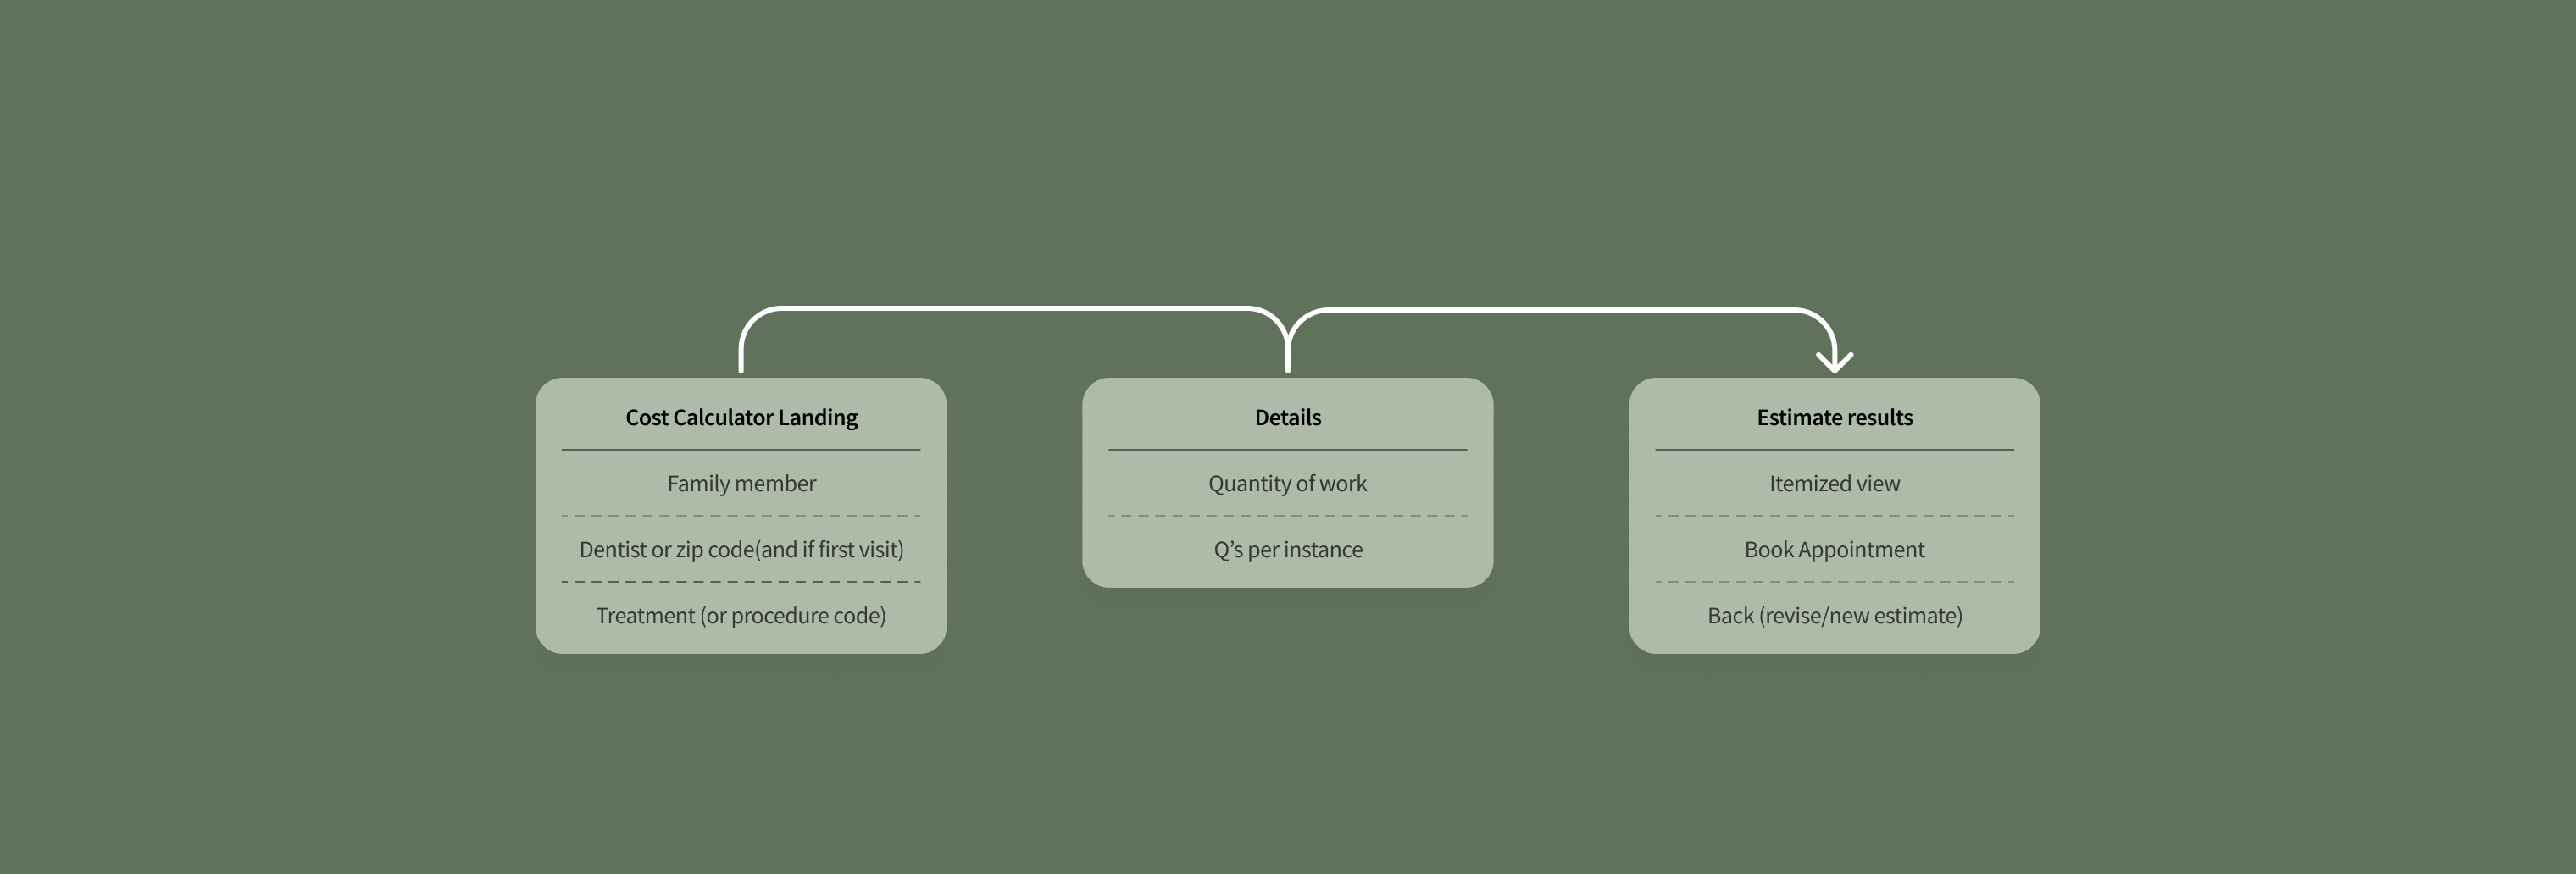 Cost Calculator Landing
Family member
Dentist or zip code(and if first visit)
Treatment (or procedure code)
Details
Quantity of work
Q’s per instance
Estimate results
Itemized view
Book Appointment
Back (revise/new estimate)